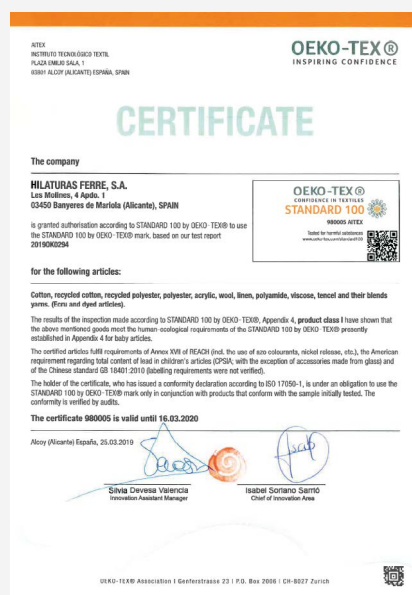 AITEX
INSTITUTO TECNOLÓGICO TEXTIL
PLAZA EMILIO SALA, 1
03801 ALCOY (ALICANTE) ESPAÑA, SPAIN
OEKO-TEX®
INSPIRING CONFIDENCE
CERTIFICATE
The company
HILATURAS FERRE, S.A.
Les Molines, 4 Apdo. 1
03450 Banyeres de Mariola (Alicante), SPAIN
is granted authorisation according to STANDARD 100 by OEKO-TEX® to use
the STANDARD 100 by OEKO-TEX® mark, based on our test report
2019OK0294
OEKO-TEX®
CONFIDENCE IN TEXTILES
STANDARD 100
980005 AITEX
Tested for harmful substances
www.oeko-tex.com/standard100
for the following articles:
Cotton, recycled cotton, recycled polyester, polyester, acrylic, wool, linen, polyamide, viscose, tencel and their blends
yarns. (Ecru and dyed articles).
The results of the inspection made according to STANDARD 100 by OEKO-TEX®, Appendix 4, product class I have shown that
the above mentioned goods meet the human-ecological requirements of the STANDARD 100 by OEKO-TEX® presently
established in Appendix 4 for baby articles.
The certified articles fulfil requirements of Annex XVII of REACH (incl. the use of azo colourants, nickel release, etc.), the American
requirement regarding total content of lead in children's articles (CPSIA; with the exception of accessories made from glass) and
of the Chinese standard GB 18401:2010 (labelling requirements were not verified).
The holder of the certificate, who has issued a conformity declaration according to ISO 17050-1, is under an obligation to use the
STANDARD 100 by OEKO-TEX® mark only in conjunction with products that conform with the sample initially tested. The
conformity is verified by audits.
The certificate 980005 is valid until 16.03.2020
Alcoy (Alicante) España, 25.03.2019
Silvia Devesa Valencia
Innovation Assistant Manager
Isabel Soriano Sarrió
Chief of Innovation Area
OEKO-TEX® Association I Genferstrasse 23 | P.O. Box 2006 | CH-8027 Zurich